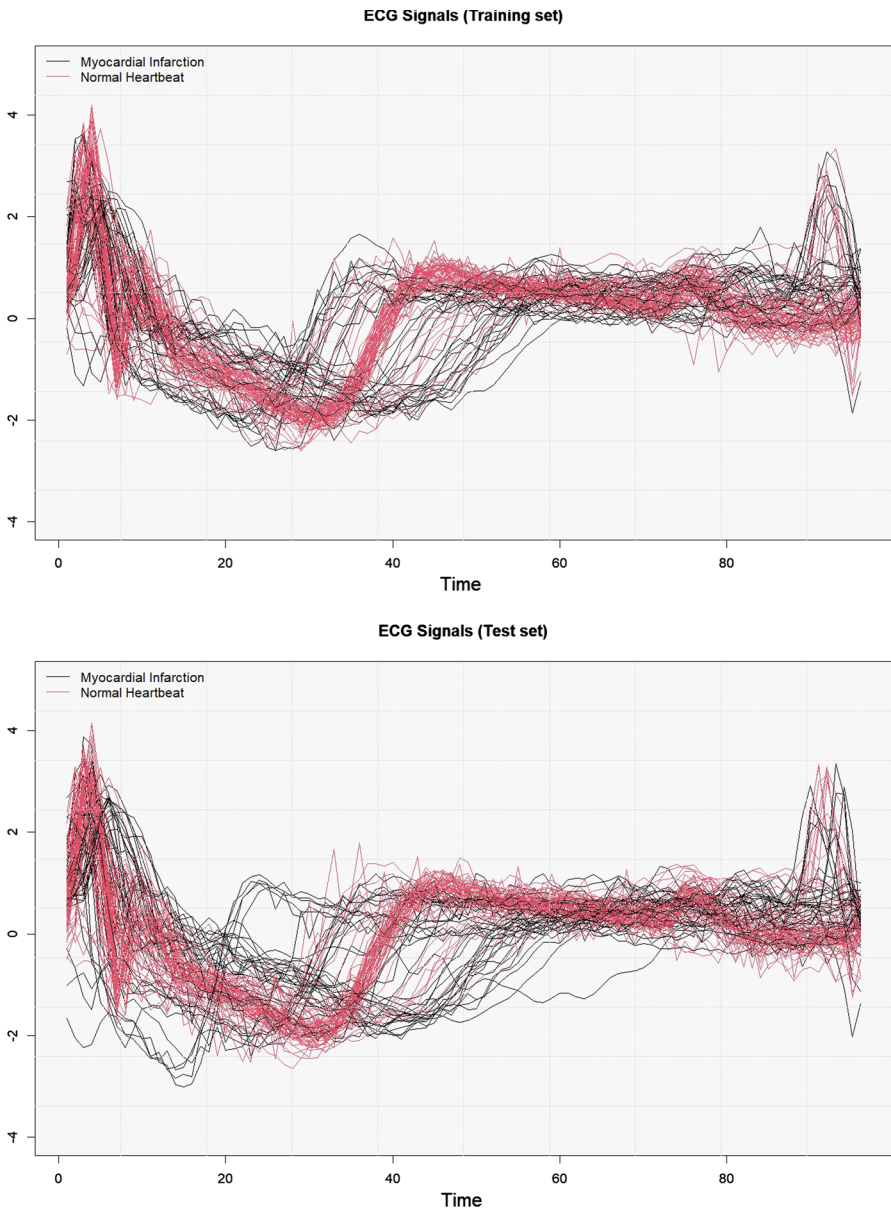 ECG Signals (Training set)
Myocardial Infarction
Normal Heartbeat
4
2
0
-2
-4
0 20 40 60 80
Time
ECG Signals (Test set)
Myocardial Infarction
Normal Heartbeat
4
2
0
-2
-4
0 20 40 60 80
Time